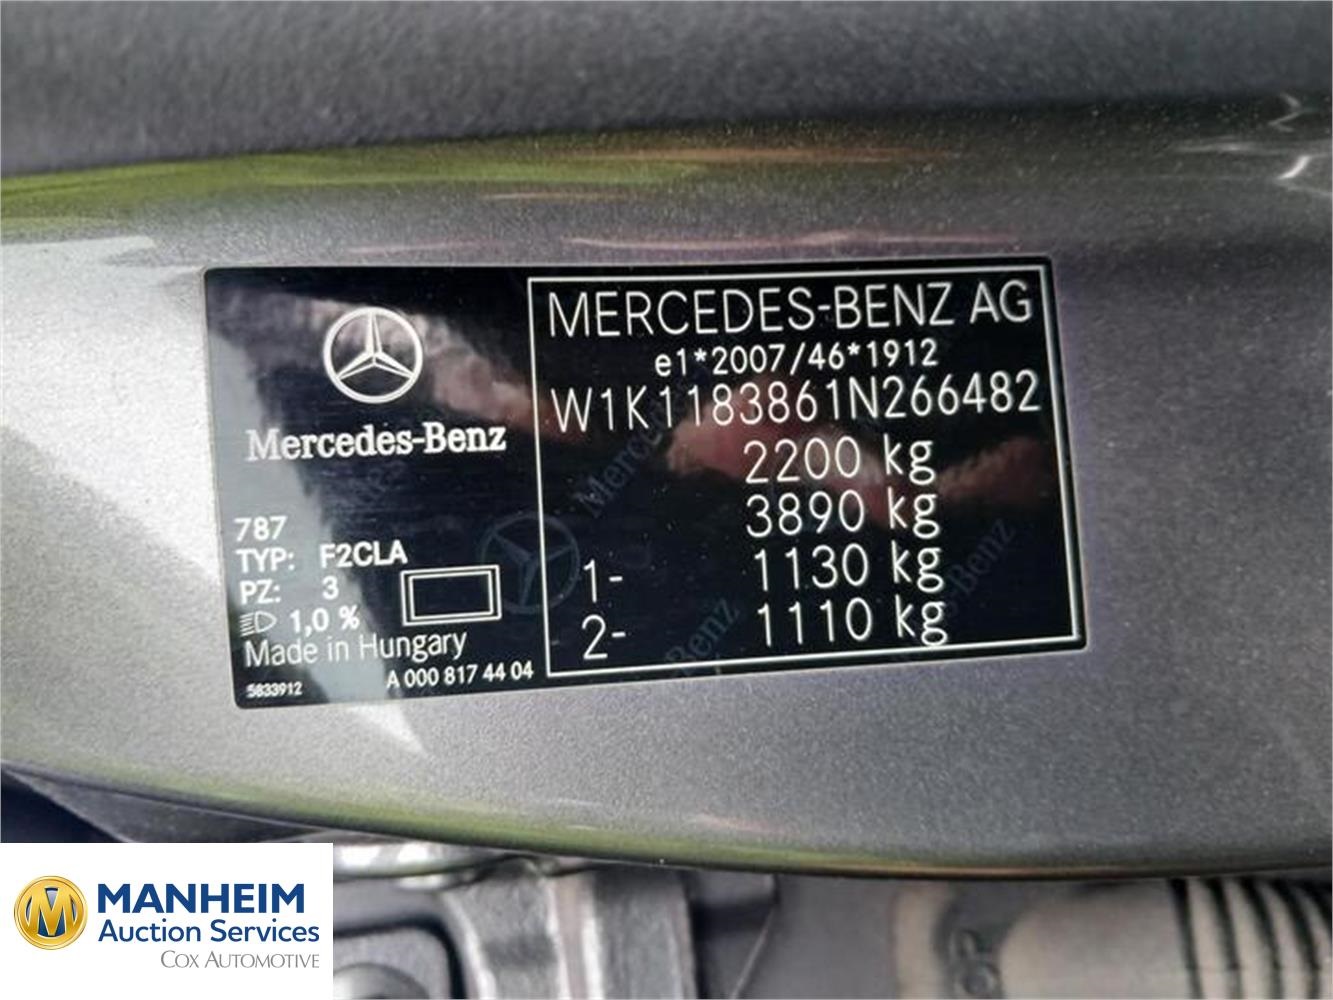 MERCEDES-BENZ AG
e1*2007/46*1912
W1K1183861N266482
2200 kg
3890 kg
1- 1130 kg
2- 1110 kg
Mercedes-Benz
787
TYP: F2CLA
PZ: 3
1,0 %
Made in Hungary
5833912 A 000 817 44 04
MANHEIM
Auction Services
COX AUTOMOTIVE